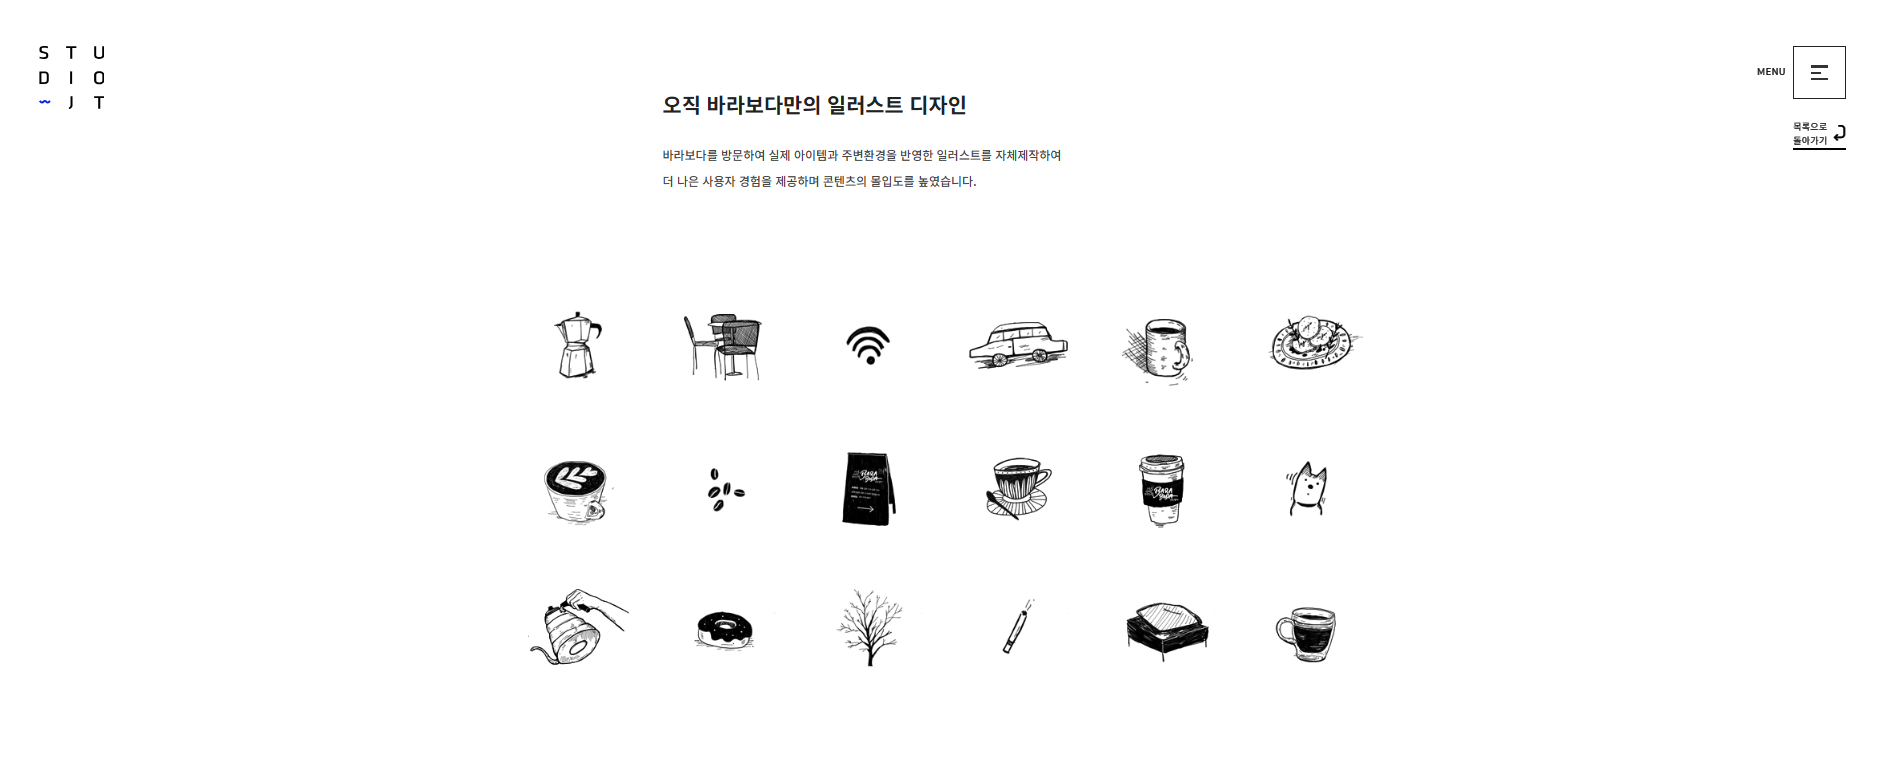 S T U
D I O
~ J T
MENU
목록으로
돌아가기
오직 바라보다만의 일러스트 디자인
바라보다를 방문하여 실제 아이템과 주변환경을 반영한 일러스트를 자체제작하여
더 나은 사용자 경험을 제공하며 콘텐츠의 몰입도를 높였습니다.
BARA
BODA
BARA
BODA